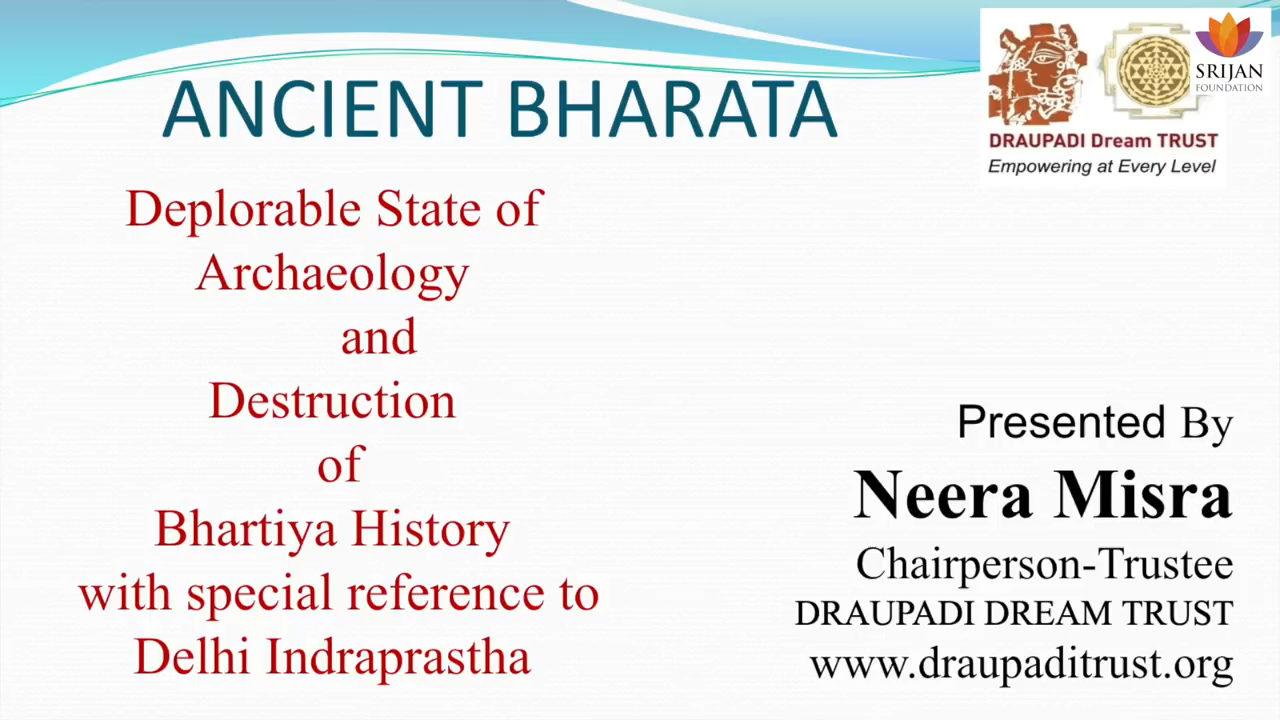 ANCIENT BHARATA
SRIJAN
FOUNDATION
DRAUPADI Dream TRUST
Empowering at Every Level
Deplorable State of
Archaeology
and
Destruction
of
Bhartiya History
with special reference to
Delhi Indraprastha
Presented By
Neera Misra
Chairperson-Trustee
DRAUPADI DREAM TRUST
www.draupaditrust.org